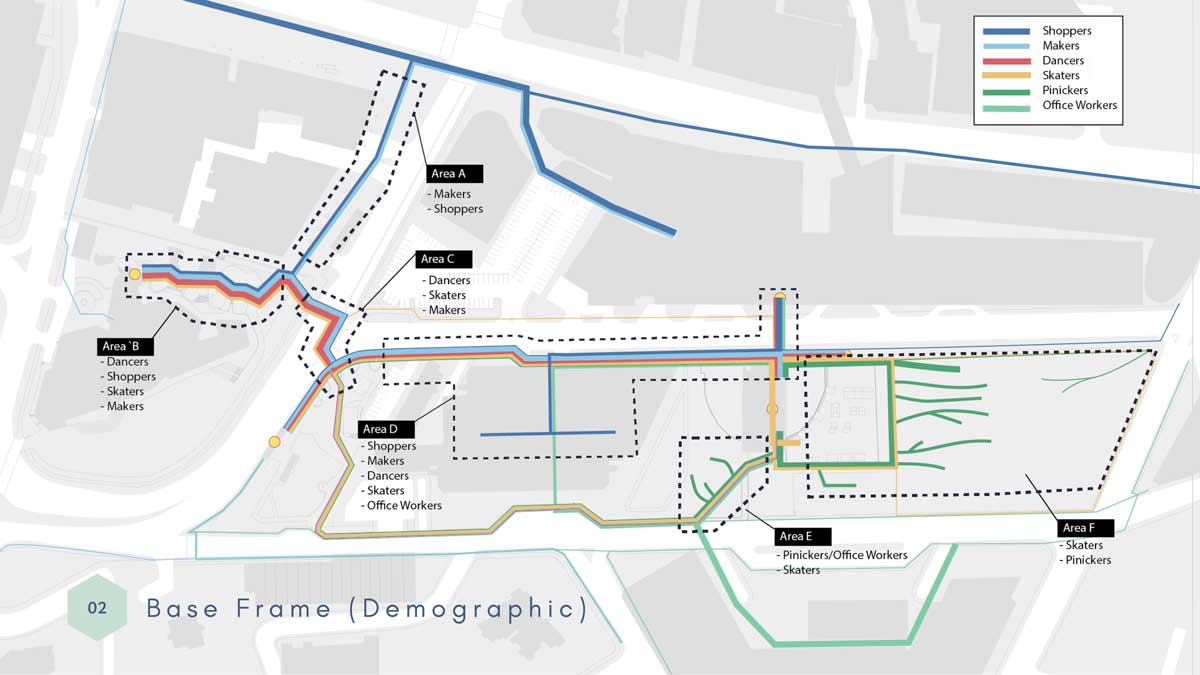 Shoppers
Makers
Dancers
Skaters
Pinickers
Office Workers
Area A
- Makers
- Shoppers
Area C
- Dancers
- Skaters
- Makers
Area `B
- Dancers
- Shoppers
- Skaters
- Makers
Area D
- Shoppers
- Makers
- Dancers
- Skaters
- Office Workers
Area E
- Pinickers/Office Workers
- Skaters
Area F
- Skaters
- Pinickers
02
Base Frame (Demographic)